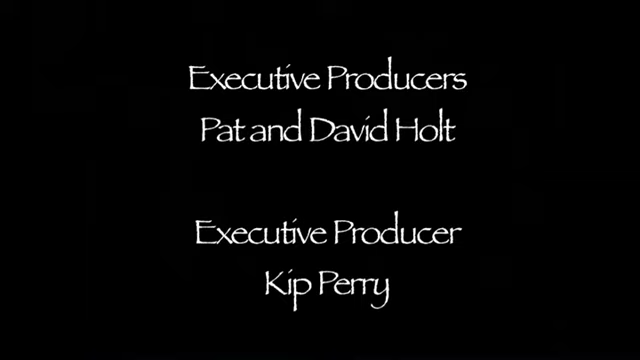 Executive Producers
Pat and David Holt
Executive Producer
Kip Perry